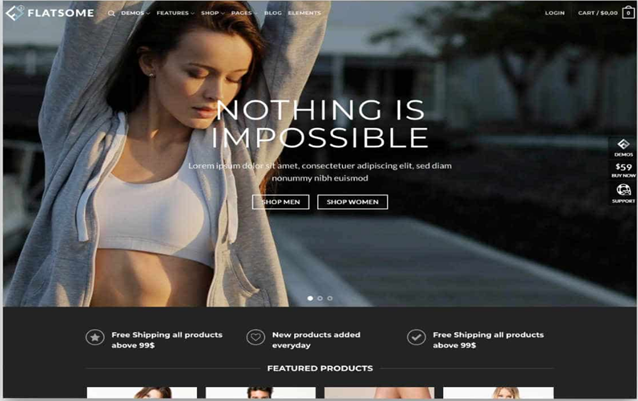 FLATSOME
DEMOS FEATURES SHOP PAGES BLOG ELEMENTS
LOGIN CART / $0,00 0
NOTHING IS
IMPOSSIBLE
Lorem ipsum dolor sit amet, consectetuer adipiscing elit, sed diam
nonummy nibh euismod
SHOP MEN SHOP WOMEN
DEMOS
$59
BUY NOW
SUPPORT
Free Shipping all products
above 99$
New products added
everyday
Free Shipping all products
above 99$
FEATURED PRODUCTS